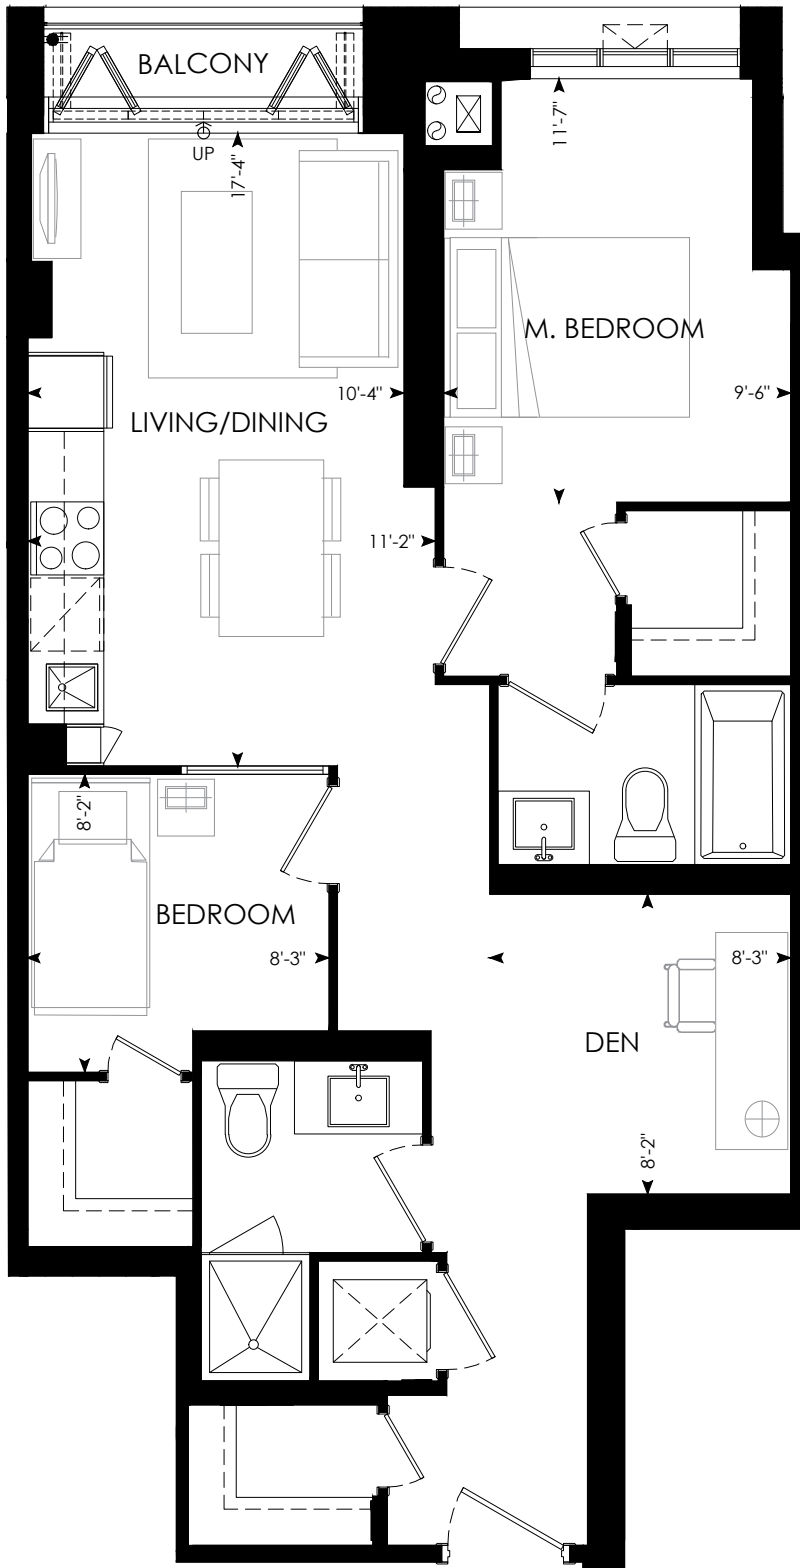 BALCONY
UP
17'-4"
11'-7"
M. BEDROOM
10'-4"
9'-6"
LIVING/DINING
11'-2"
8'-2"
BEDROOM
8'-3"
8'-3"
DEN
8'-2"